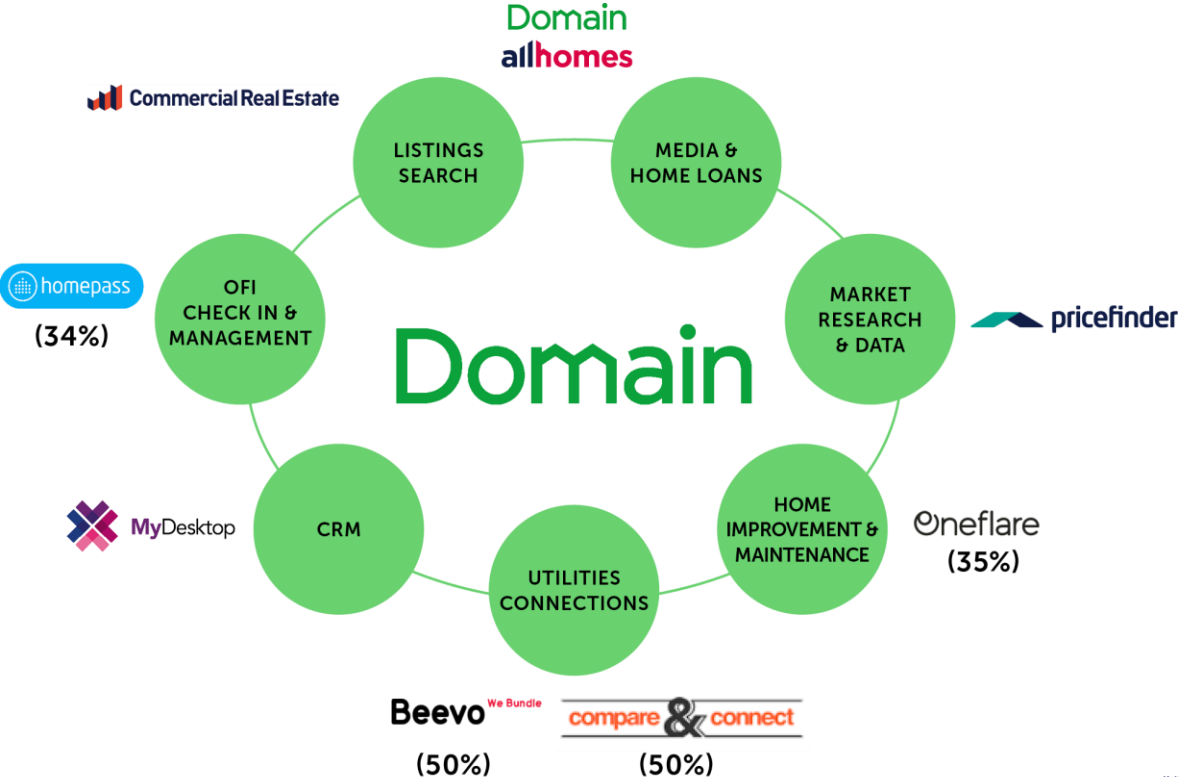 Domain
allhomes
Commercial Real Estate
LISTINGS
SEARCH
MEDIA &
HOME LOANS
homepass
(34%)
OFI
CHECK IN &
MANAGEMENT
MARKET
RESEARCH
& DATA
pricefinder
Domain
MyDesktop
CRM
HOME
IMPROVEMENT &
MAINTENANCE
Oneflare
(35%)
UTILITIES
CONNECTIONS
Beevo We Bundle
(50%)
compare & connect
(50%)